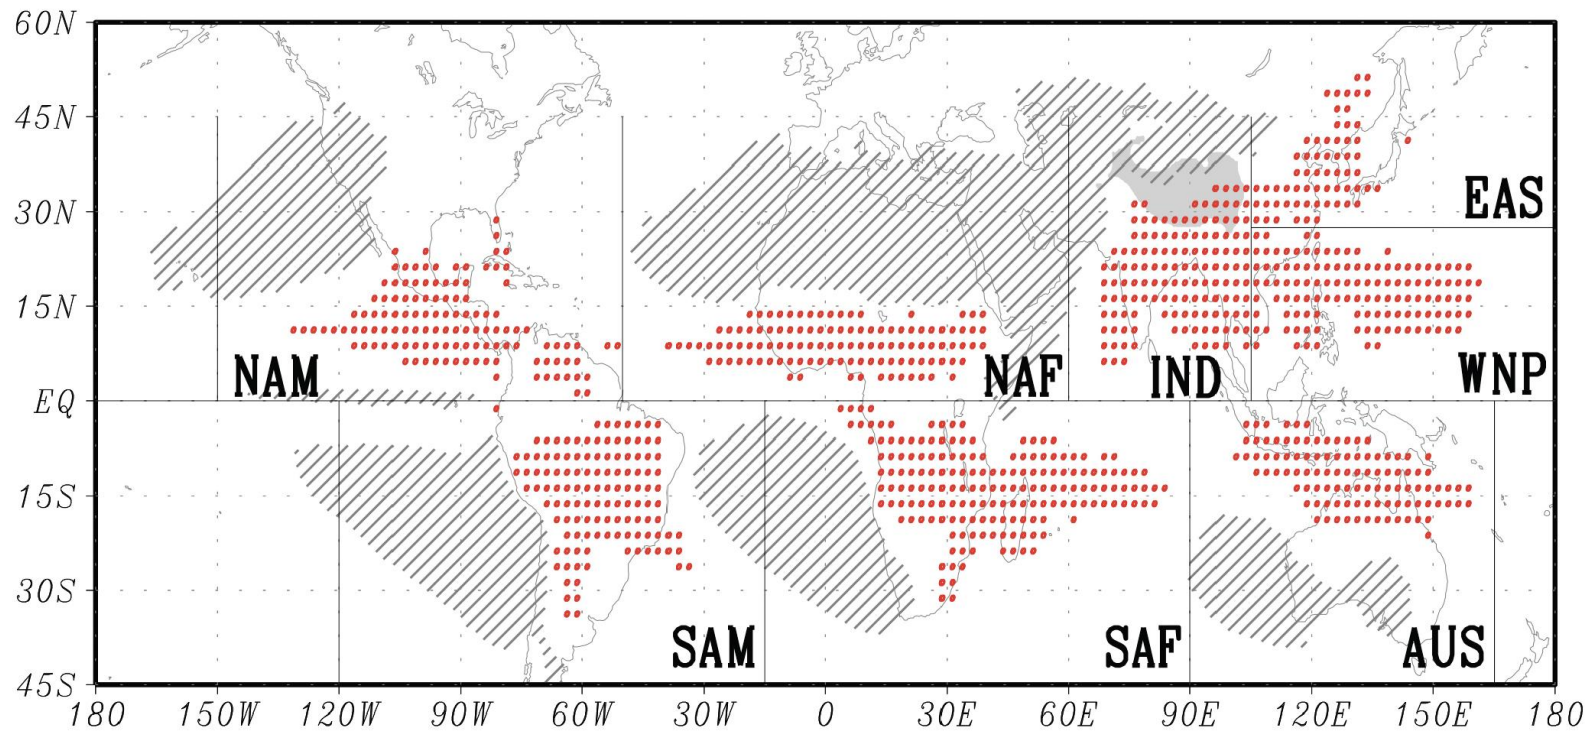 60N
45N
30N
EAS
15N
NAM
NAF
IND
WNP
EQ
15S
30S
SAM
SAF
AUS
45S
180 150W 120W 90W 60W 30W 0 30E 60E 90E 120E 150E 180